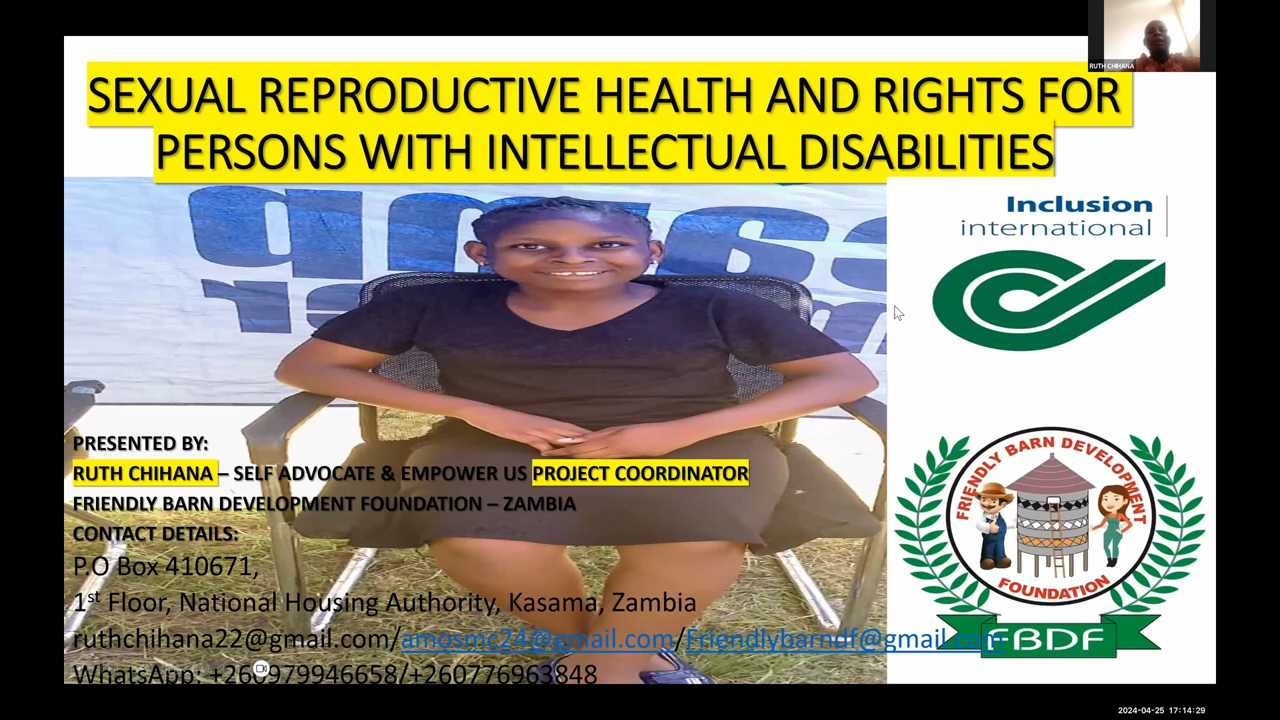 RUTH CHIHANA
SEXUAL REPRODUCTIVE HEALTH AND RIGHTS FOR
PERSONS WITH INTELLECTUAL DISABILITIES
Inclusion
international
PRESENTED BY:
RUTH CHIHANA – SELF ADVOCATE & EMPOWER US PROJECT COORDINATOR
FRIENDLY BARN DEVELOPMENT FOUNDATION – ZAMBIA
CONTACT DETAILS:
P.O Box 410671,
1st Floor, National Housing Authority, Kasama, Zambia
ruthchihana22@gmail.com/amosmc24@gmail.com/Friendlybarndf@gmail.com
WhatsApp: +260979946658/+260776963848
FRIENDLY BARN DEVELOPMENT
FOUNDATION
FBDF
2024-04-25 17:14:29